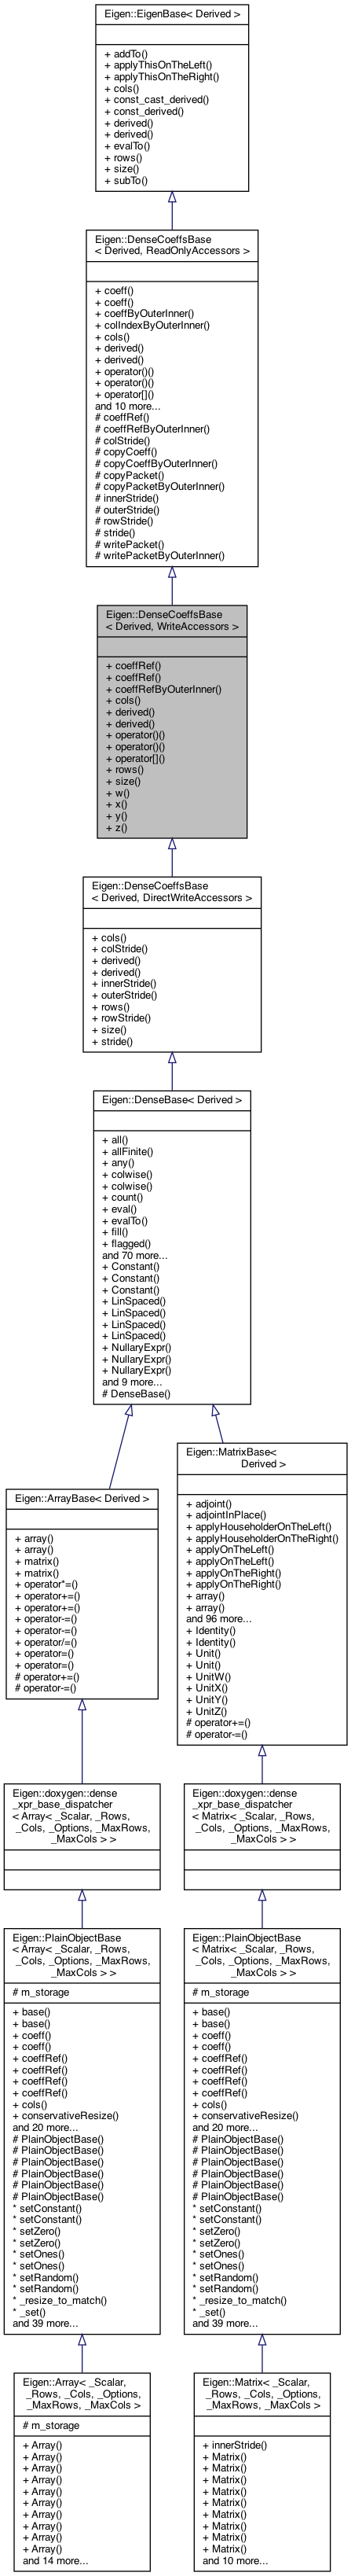 Eigen::EigenBase< Derived >
+ addTo()
+ applyThisOnTheLeft()
+ applyThisOnTheRight()
+ cols()
+ const_cast_derived()
+ const_derived()
+ derived()
+ derived()
+ evalTo()
+ rows()
+ size()
+ subTo()
Eigen::DenseCoeffsBase
< Derived, ReadOnlyAccessors >
+ coeff()
+ coeff()
+ coeffByOuterInner()
+ colIndexByOuterInner()
+ cols()
+ derived()
+ derived()
+ operator()()
+ operator()()
+ operator[]()
and 10 more...
# coeffRef()
# coeffRefByOuterInner()
# colStride()
# copyCoeff()
# copyCoeffByOuterInner()
# copyPacket()
# copyPacketByOuterInner()
# innerStride()
# outerStride()
# rowStride()
# stride()
# writePacket()
# writePacketByOuterInner()
Eigen::DenseCoeffsBase
< Derived, WriteAccessors >
+ coeffRef()
+ coeffRef()
+ coeffRefByOuterInner()
+ cols()
+ derived()
+ derived()
+ operator()()
+ operator()()
+ operator[]()
+ rows()
+ size()
+ w()
+ x()
+ y()
+ z()
Eigen::DenseCoeffsBase
< Derived, DirectWriteAccessors >
+ cols()
+ colStride()
+ derived()
+ derived()
+ innerStride()
+ outerStride()
+ rows()
+ rowStride()
+ size()
+ stride()
Eigen::DenseBase< Derived >
+ all()
+ allFinite()
+ any()
+ colwise()
+ colwise()
+ count()
+ eval()
+ evalTo()
+ fill()
+ flagged()
and 70 more...
+ Constant()
+ Constant()
+ Constant()
+ LinSpaced()
+ LinSpaced()
+ LinSpaced()
+ LinSpaced()
+ NullaryExpr()
+ NullaryExpr()
+ NullaryExpr()
and 9 more...
# DenseBase()
Eigen::ArrayBase< Derived >
+ array()
+ array()
+ matrix()
+ matrix()
+ operator*=()
+ operator+=()
+ operator+=()
+ operator-=()
+ operator-=()
+ operator/=()
+ operator=()
+ operator=()
# operator+=()
# operator-=()
Eigen::MatrixBase<
Derived >
+ adjoint()
+ adjointInPlace()
+ applyHouseholderOnTheLeft()
+ applyHouseholderOnTheRight()
+ applyOnTheLeft()
+ applyOnTheLeft()
+ applyOnTheRight()
+ applyOnTheRight()
+ array()
+ array()
and 96 more...
+ Identity()
+ Identity()
+ Unit()
+ Unit()
+ UnitW()
+ UnitX()
+ UnitY()
+ UnitZ()
# operator+=()
# operator-=()
Eigen::doxygen::dense
_xpr_base_dispatcher
< Array< _Scalar, _Rows,
_Cols, _Options, _MaxRows,
_MaxCols > >
Eigen::doxygen::dense
_xpr_base_dispatcher
< Matrix< _Scalar, _Rows,
_Cols, _Options, _MaxRows,
_MaxCols > >
Eigen::PlainObjectBase
< Array< _Scalar, _Rows,
_Cols, _Options, _MaxRows,
_MaxCols > >
# m_storage
+ base()
+ base()
+ coeff()
+ coeff()
+ coeffRef()
+ coeffRef()
+ coeffRef()
+ coeffRef()
+ cols()
+ conservativeResize()
and 20 more...
# PlainObjectBase()
# PlainObjectBase()
# PlainObjectBase()
# PlainObjectBase()
# PlainObjectBase()
# PlainObjectBase()
* setConstant()
* setConstant()
* setZero()
* setZero()
* setOnes()
* setOnes()
* setRandom()
* setRandom()
* _resize_to_match()
* _set()
and 39 more...
Eigen::PlainObjectBase
< Matrix< _Scalar, _Rows,
_Cols, _Options, _MaxRows,
_MaxCols > >
# m_storage
+ base()
+ base()
+ coeff()
+ coeff()
+ coeffRef()
+ coeffRef()
+ coeffRef()
+ coeffRef()
+ cols()
+ conservativeResize()
and 20 more...
# PlainObjectBase()
# PlainObjectBase()
# PlainObjectBase()
# PlainObjectBase()
# PlainObjectBase()
# PlainObjectBase()
* setConstant()
* setConstant()
* setZero()
* setZero()
* setOnes()
* setOnes()
* setRandom()
* setRandom()
* _resize_to_match()
* _set()
and 39 more...
Eigen::Array< _Scalar,
_Rows, _Cols, _Options,
_MaxRows, _MaxCols >
# m_storage
+ Array()
+ Array()
+ Array()
+ Array()
+ Array()
+ Array()
+ Array()
+ Array()
+ Array()
+ Array()
and 14 more...
Eigen::Matrix< _Scalar,
_Rows, _Cols, _Options,
_MaxRows, _MaxCols >
+ innerStride()
+ Matrix()
+ Matrix()
+ Matrix()
+ Matrix()
+ Matrix()
+ Matrix()
+ Matrix()
+ Matrix()
+ Matrix()
and 10 more...